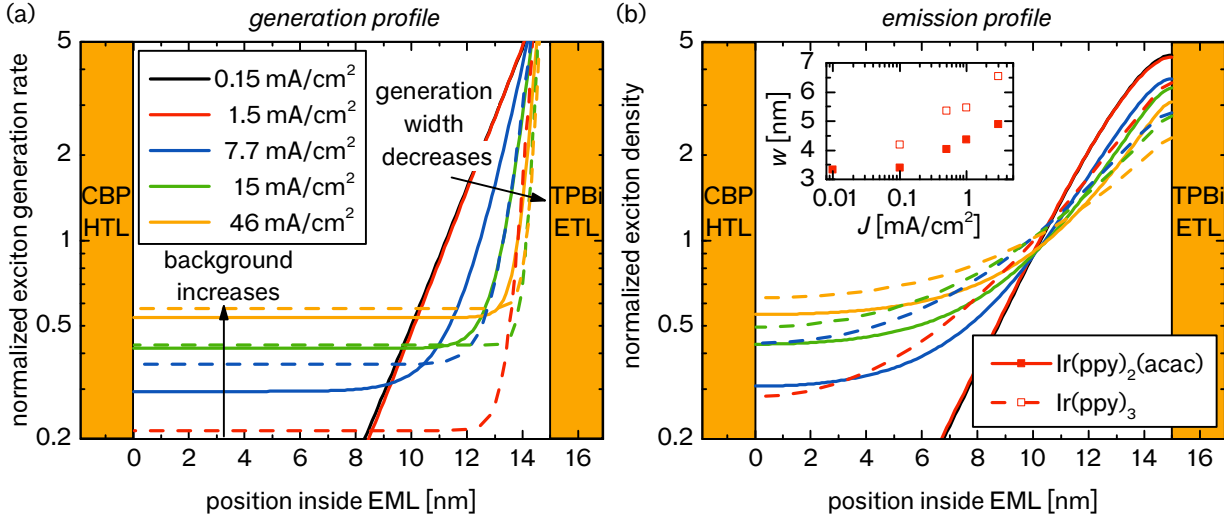 (a)
generation profile
normalized exciton generation rate
5
2
1
0.5
0.2
CBP
HTL
0.15 mA/cm²
1.5 mA/cm²
7.7 mA/cm²
15 mA/cm²
46 mA/cm²
generation
width
decreases
background
increases
TPBi
ETL
0 2 4 6 8 10 12 14 16
position inside EML [nm]
(b)
emission profile
normalized exciton density
5
2
1
0.5
0.2
CBP
HTL
w [nm]
7
6
5
4
3
0.01 0.1 1
J [mA/cm²]
TPBi
ETL
Ir(ppy)₂(acac)
Ir(ppy)₃
0 2 4 6 8 10 12 14 16
position inside EML [nm]